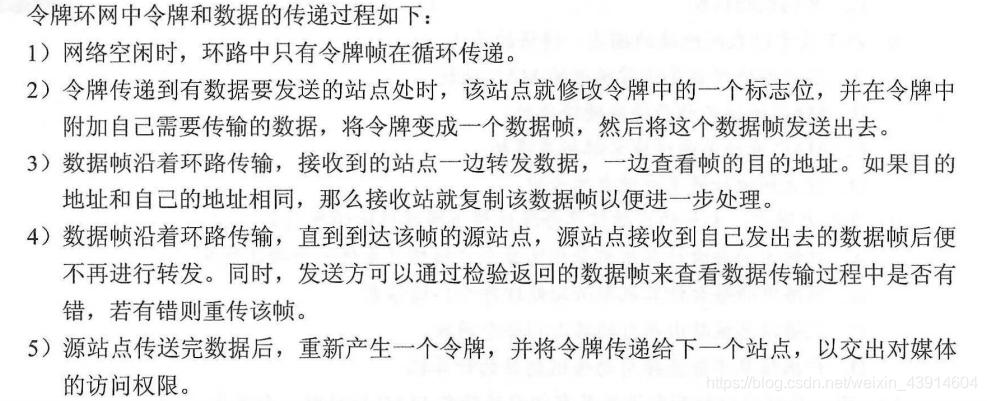 令牌环网中令牌和数据的传递过程如下：
1）网络空闲时，环路中只有令牌帧在循环传递。
2）令牌传递到有数据要发送的站点处时，该站点就修改令牌中的一个标志位，并在令牌中
附加自己需要传输的数据，将令牌变成一个数据帧，然后将这个数据帧发送出去。
3）数据帧沿着环路传输，接收到的站点一边转发数据，一边查看帧的目的地址。如果目的
地址和自己的地址相同，那么接收站就复制该数据帧以便进一步处理。
4）数据帧沿着环路传输，直到到达该帧的源站点，源站点接收到自己发出去的数据帧后便
不再进行转发。同时，发送方可以通过检验返回的数据帧来查看数据传输过程中是否有
错，若有错则重传该帧。
5）源站点传送完数据后，重新产生一个令牌，并将令牌传递给下一个站点，以交出对媒体
的访问权限。
https://blog.csdn.net/weixin_43914604